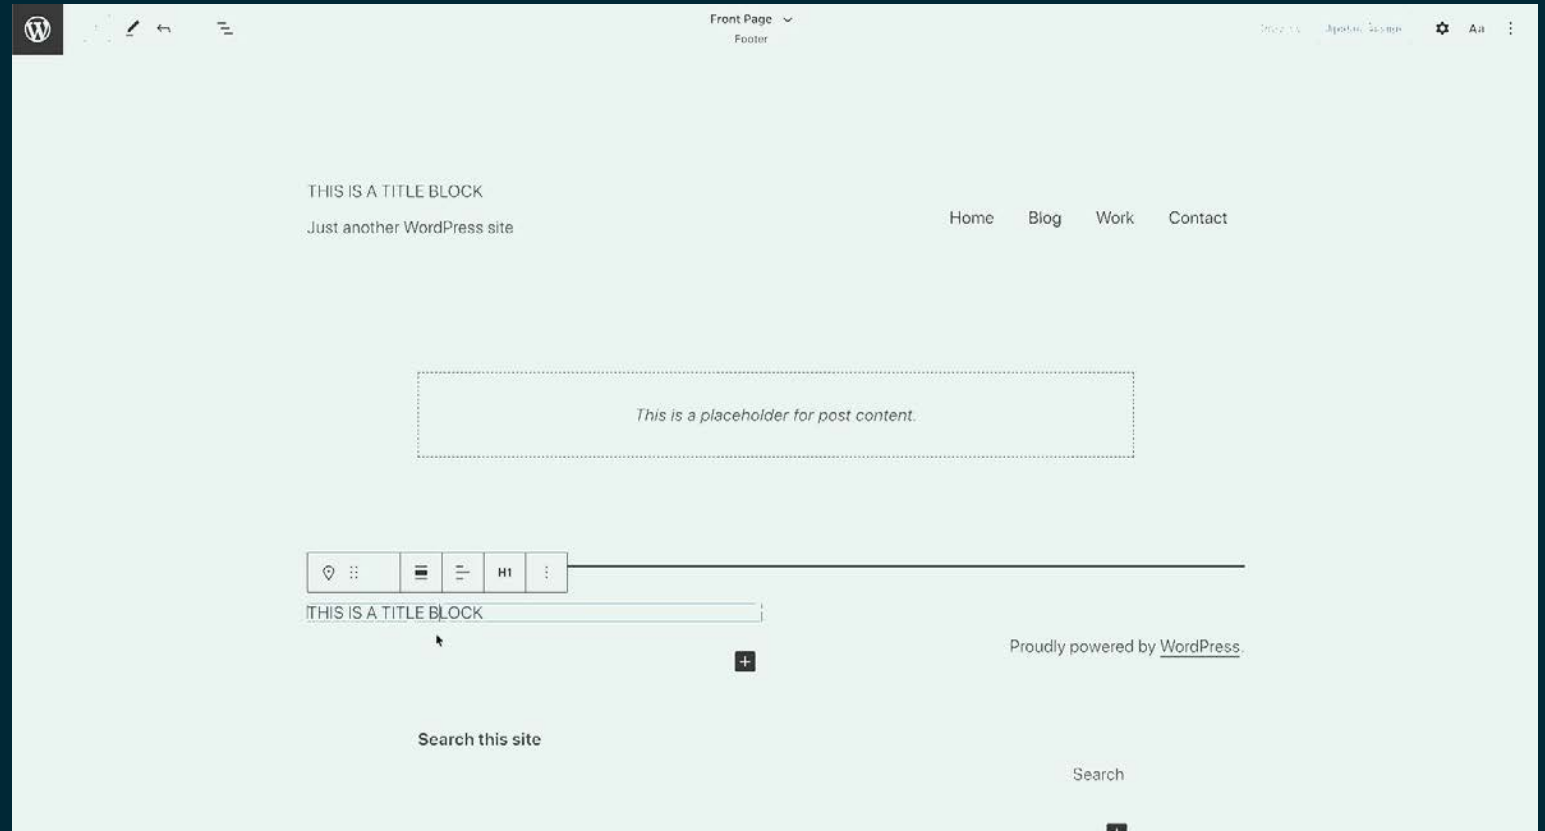 Front Page
Footer
Aa
THIS IS A TITLE BLOCK
Just another WordPress site
Home Blog Work Contact
This is a placeholder for post content.
H1
THIS IS A TITLE BLOCK
Proudly powered by WordPress.
Search this site
Search